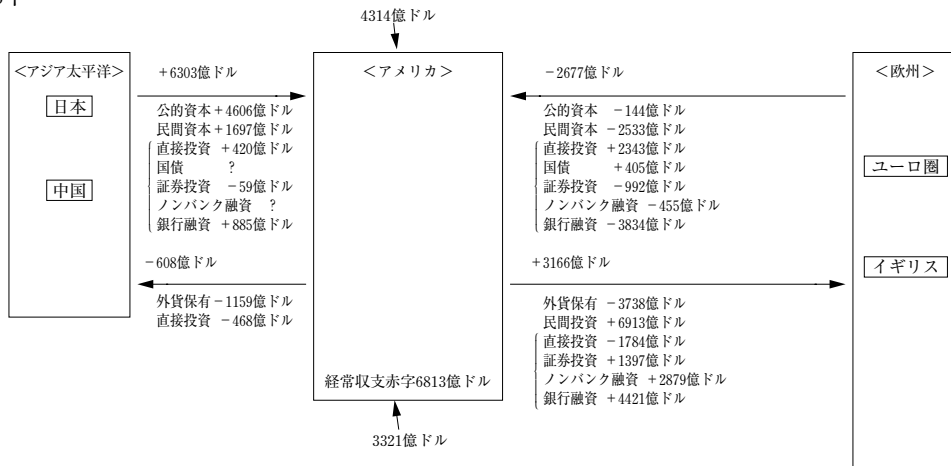 4314億ドル
<アジア太平洋>
日本
中国
+6303億ドル
公的資本+4606億ドル
民間資本+1697億ドル
直接投資 +420億ドル
国債 ?
証券投資 -59億ドル
ノンバンク融資 ?
銀行融資 +885億ドル
-608億ドル
外貨保有-1159億ドル
直接投資 -468億ドル
<アメリカ>
経常収支赤字6813億ドル
3321億ドル
-2677億ドル
公的資本 -144億ドル
民間資本 -2533億ドル
直接投資 +2343億ドル
国債 +405億ドル
証券投資 -992億ドル
ノンバンク融資 -455億ドル
銀行融資 -3834億ドル
+3166億ドル
外貨保有 -3738億ドル
民間投資 +6913億ドル
直接投資 -1784億ドル
証券投資 +1397億ドル
ノンバンク融資 +2879億ドル
銀行融資 +4421億ドル
<欧州>
ユーロ圏
イギリス